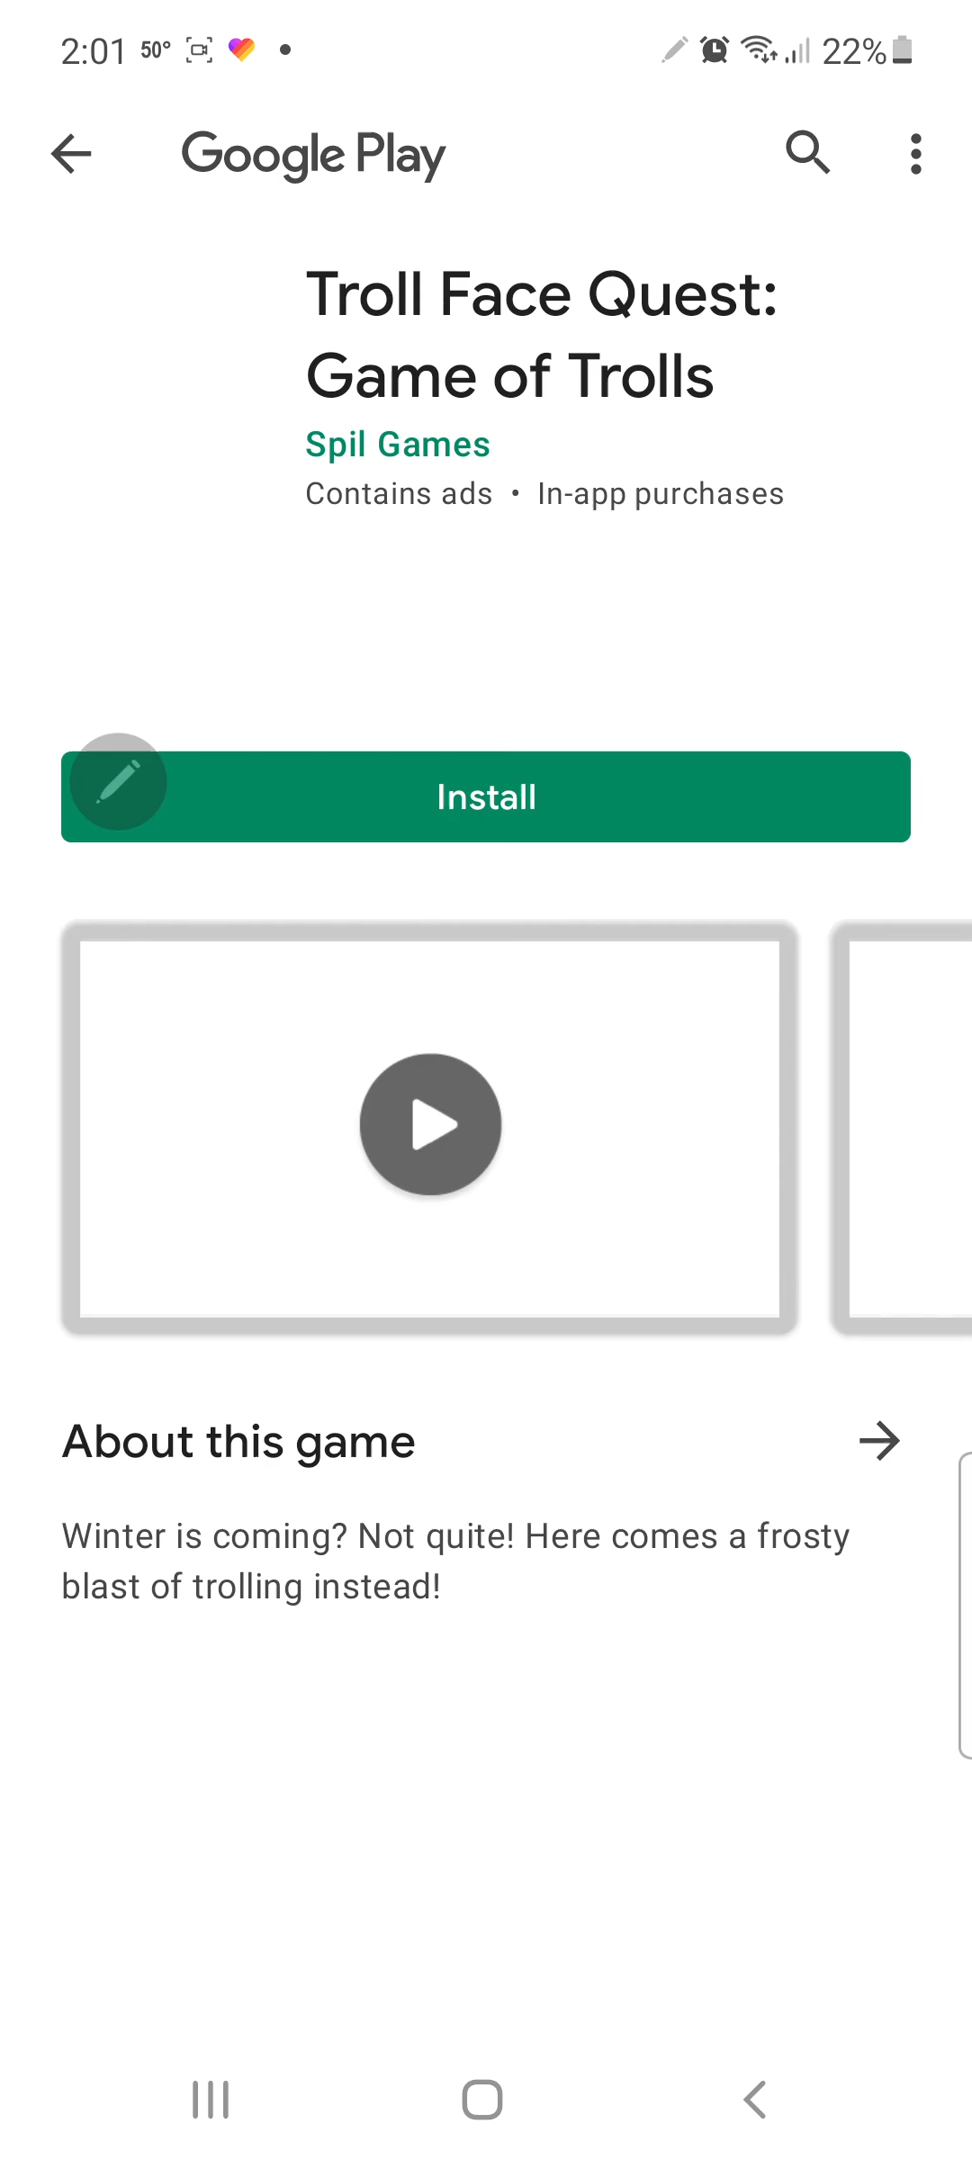 2:01 50° 22%
Google Play
Troll Face Quest:
Game of Trolls
Spil Games
Contains ads • In-app purchases
Install
About this game
Winter is coming? Not quite! Here comes a frosty
blast of trolling instead!